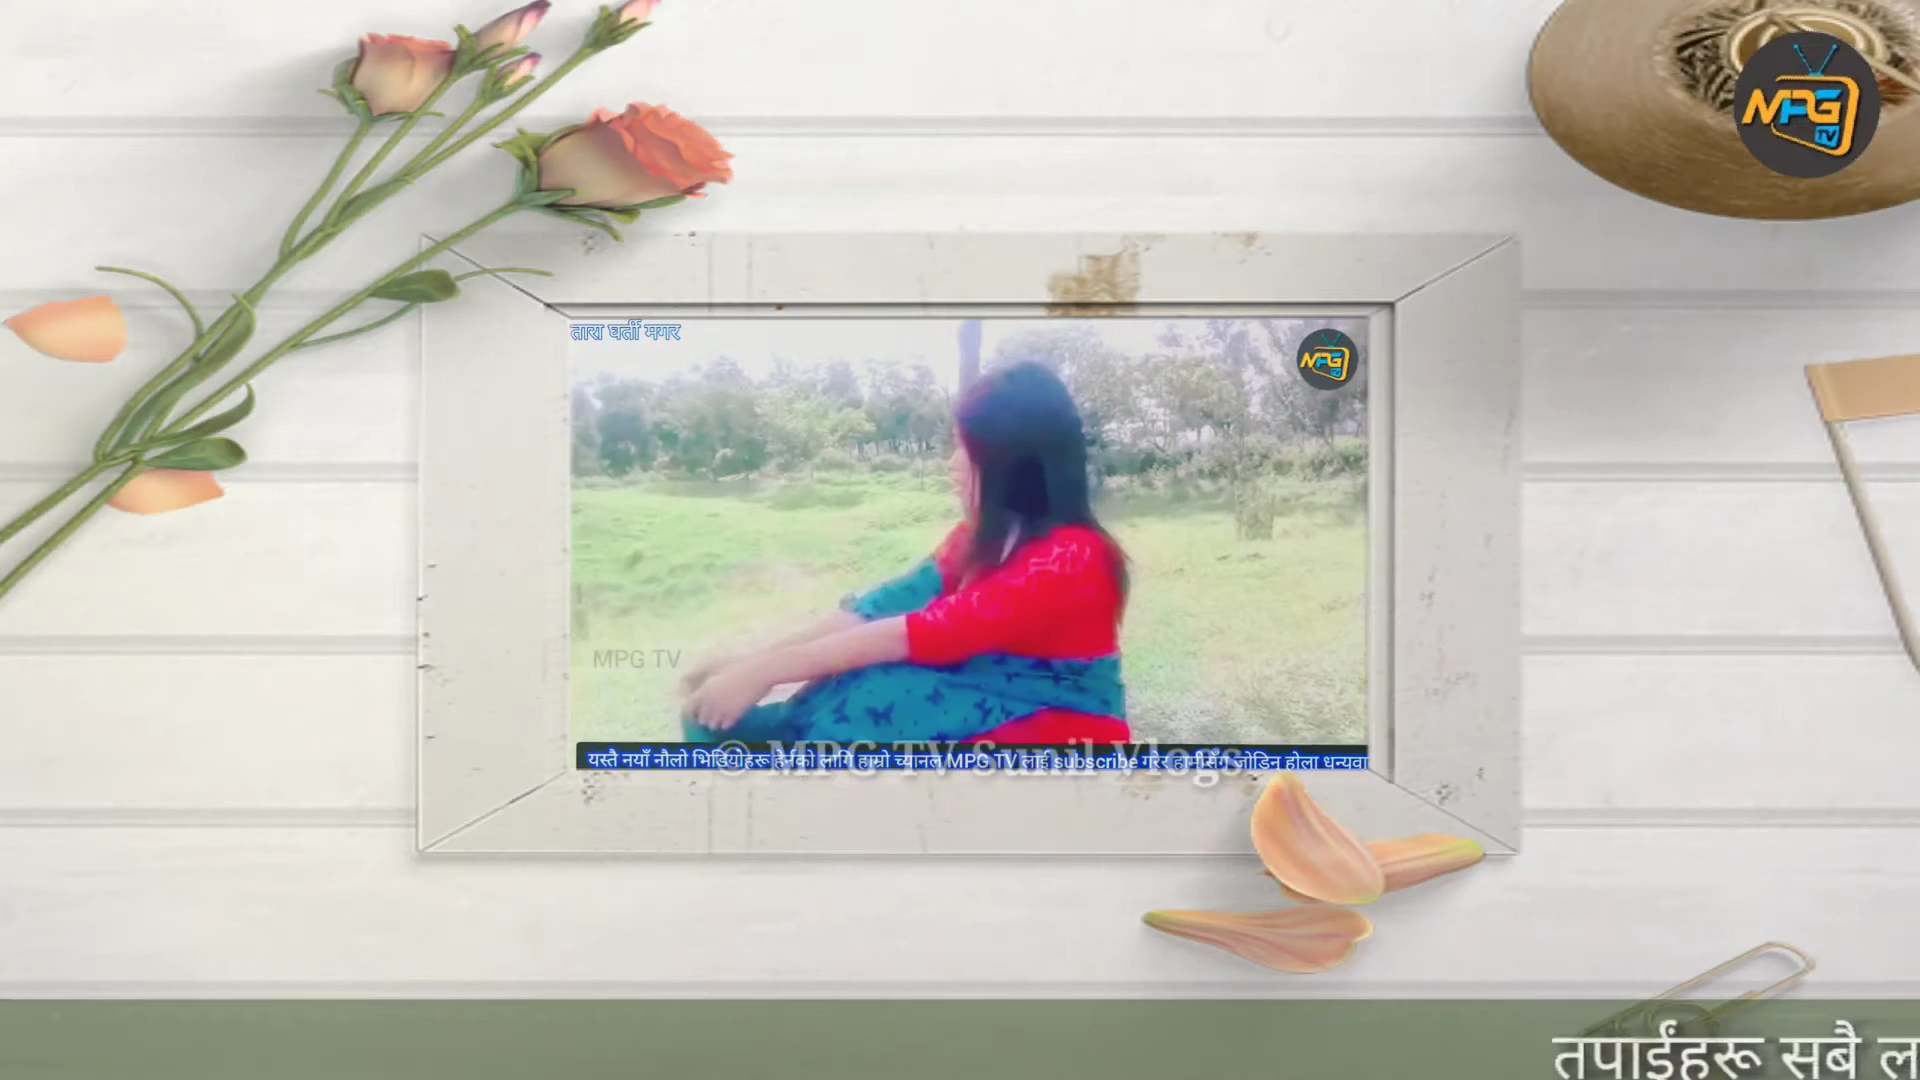 MPG
TV
तारा घर्ती मगर
MPG
TV
MPG TV
यस्तै नयाँ नौलो भिडियोहरू हेर्नको लागि हाम्रो च्यानल MPG TV लाई subscribe गरेर हामीसँग जोडिन होला धन्यवा
© MPG TV Sunil Vlogs
तपाईंहरू सबै ल